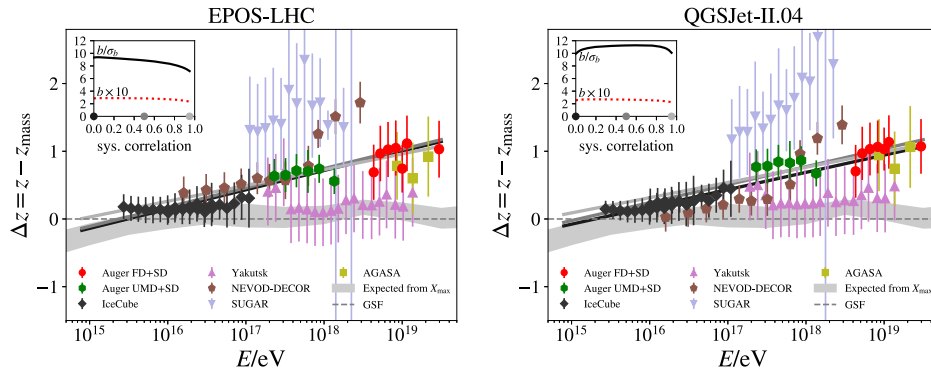 EPOS-LHC
12
10
8
6
4
2
0
b/σ_b
b × 10
0.0 0.2 0.4 0.6 0.8 1.0
sys. correlation
2
1
0
−1
Δz = z − z_mass
Auger FD+SD
Auger UMD+SD
IceCube
Yakutsk
NEVOD-DECOR
SUGAR
AGASA
Expected from X_max
GSF
10^15 10^16 10^17 10^18 10^19
E/eV
QGSJet-II.04
12
10
8
6
4
2
0
b/σ_b
b × 10
0.0 0.2 0.4 0.6 0.8 1.0
sys. correlation
2
1
0
−1
Δz = z − z_mass
Auger FD+SD
Auger UMD+SD
IceCube
Yakutsk
NEVOD-DECOR
SUGAR
AGASA
Expected from X_max
GSF
10^15 10^16 10^17 10^18 10^19
E/eV